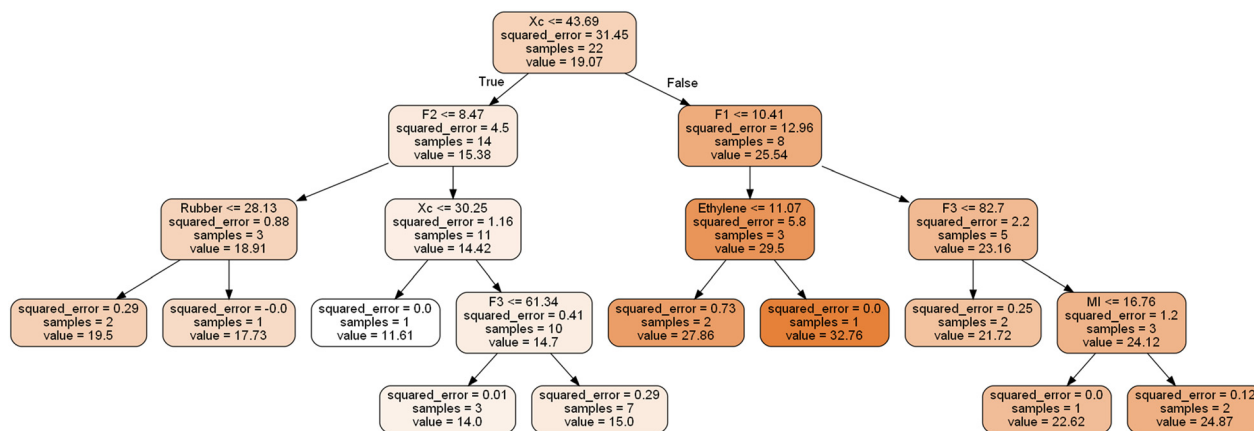 Xc <= 43.69
squared_error = 31.45
samples = 22
value = 19.07
True
False
F2 <= 8.47
squared_error = 4.5
samples = 14
value = 15.38
F1 <= 10.41
squared_error = 12.96
samples = 8
value = 25.54
Rubber <= 28.13
squared_error = 0.88
samples = 3
value = 18.91
Xc <= 30.25
squared_error = 1.16
samples = 11
value = 14.42
Ethylene <= 11.07
squared_error = 5.8
samples = 3
value = 29.5
F3 <= 82.7
squared_error = 2.2
samples = 5
value = 23.16
squared_error = 0.29
samples = 2
value = 19.5
squared_error = -0.0
samples = 1
value = 17.73
squared_error = 0.0
samples = 1
value = 11.61
F3 <= 61.34
squared_error = 0.41
samples = 10
value = 14.7
squared_error = 0.73
samples = 2
value = 27.86
squared_error = 0.0
samples = 1
value = 32.76
squared_error = 0.25
samples = 2
value = 21.72
MI <= 16.76
squared_error = 1.2
samples = 3
value = 24.12
squared_error = 0.01
samples = 3
value = 14.0
squared_error = 0.29
samples = 7
value = 15.0
squared_error = 0.0
samples = 1
value = 22.62
squared_error = 0.12
samples = 2
value = 24.87